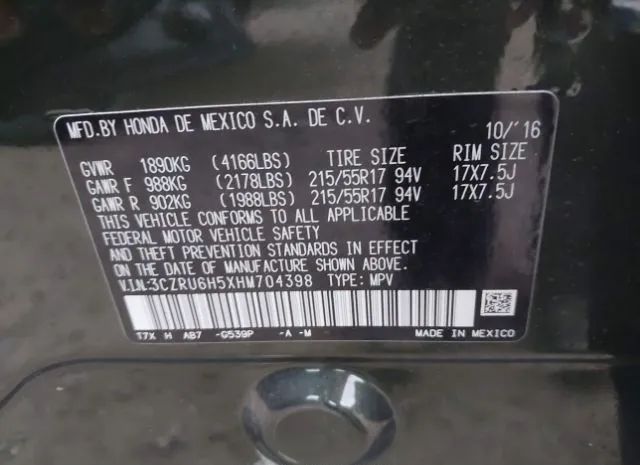 MFD.BY HONDA DE MEXICO S.A. DE C.V. 10/'16
GVWR 1890KG (4166LBS) TIRE SIZE RIM SIZE
GAWR F 988KG (2178LBS) 215/55R17 94V 17X7.5J
GAWR R 902KG (1988LBS) 215/55R17 94V 17X7.5J
THIS VEHICLE CONFORMS TO ALL APPLICABLE
FEDERAL MOTOR VEHICLE SAFETY
AND THEFT PREVENTION STANDARDS IN EFFECT
ON THE DATE OF MANUFACTURE SHOWN ABOVE.
V.I.N:3CZRU6H5XHM704398 TYPE: MPV
T7X H AB7 -G539P -A -M MADE IN MEXICO